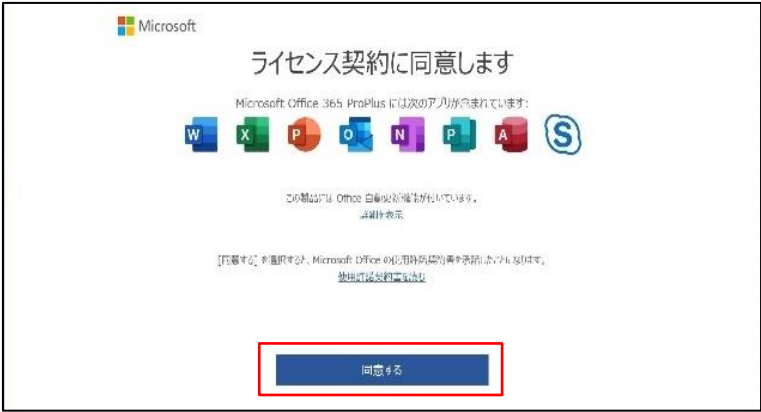 Microsoft
ライセンス契約に同意します
Microsoft Office 365 ProPlus には次のアプリが含まれています:
W X P O N P A S
この製品には Office 自動更新機能が付いています。
詳細を表示
[同意する] を選択すると、Microsoft Office の使用許諾契約書を承諾したことになります。
使用許諾契約書を読む
同意する